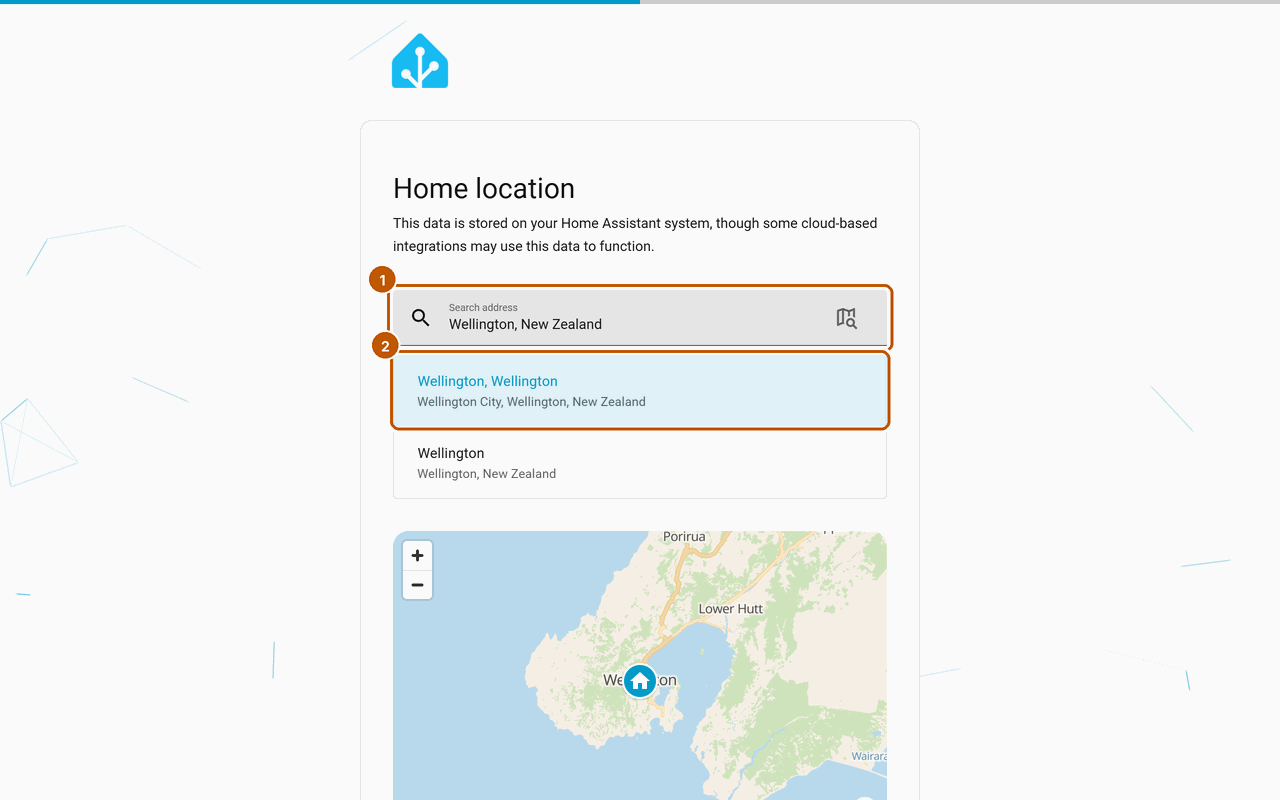 Home location
This data is stored on your Home Assistant system, though some cloud-based
integrations may use this data to function.
1
Search address
Wellington, New Zealand
2
Wellington, Wellington
Wellington City, Wellington, New Zealand
Wellington
Wellington, New Zealand
Porirua
+
−
Lower Hutt
We
on
Wairara